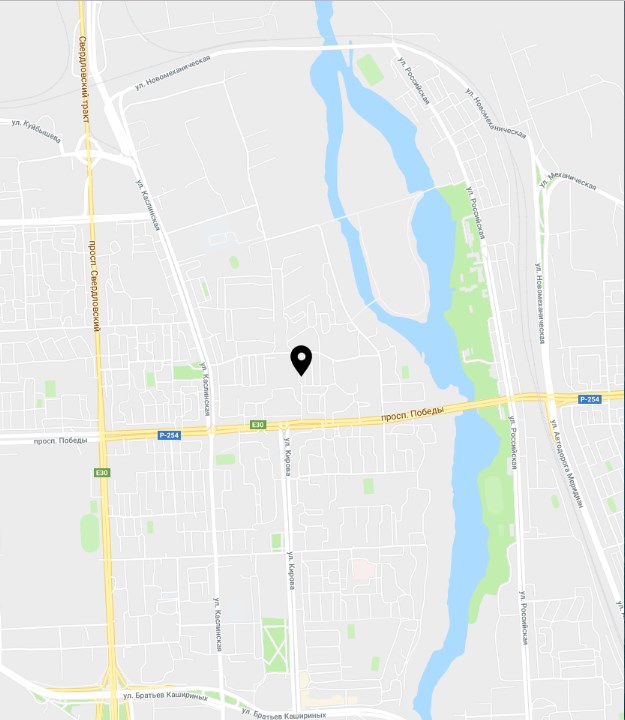 Свердловский тракт
ул. Новомеханическая
ул. Российская
ул. Новомеханическая
ул. Куйбышева
ул. Механическая
ул. Каслинская
ул. Российская
просп. Свердловский
ул. Новомеханическая
ул. Каслинская
P-254
просп. Победы
E30
P-254
просп. Победы
ул. Кирова
ул. Российская
ул. Автодорога Меридиан
E30
ул. Кирова
ул. Каслинская
ул. Российская
ул. Братьев Кашириных
ул. Братьев Кашириных